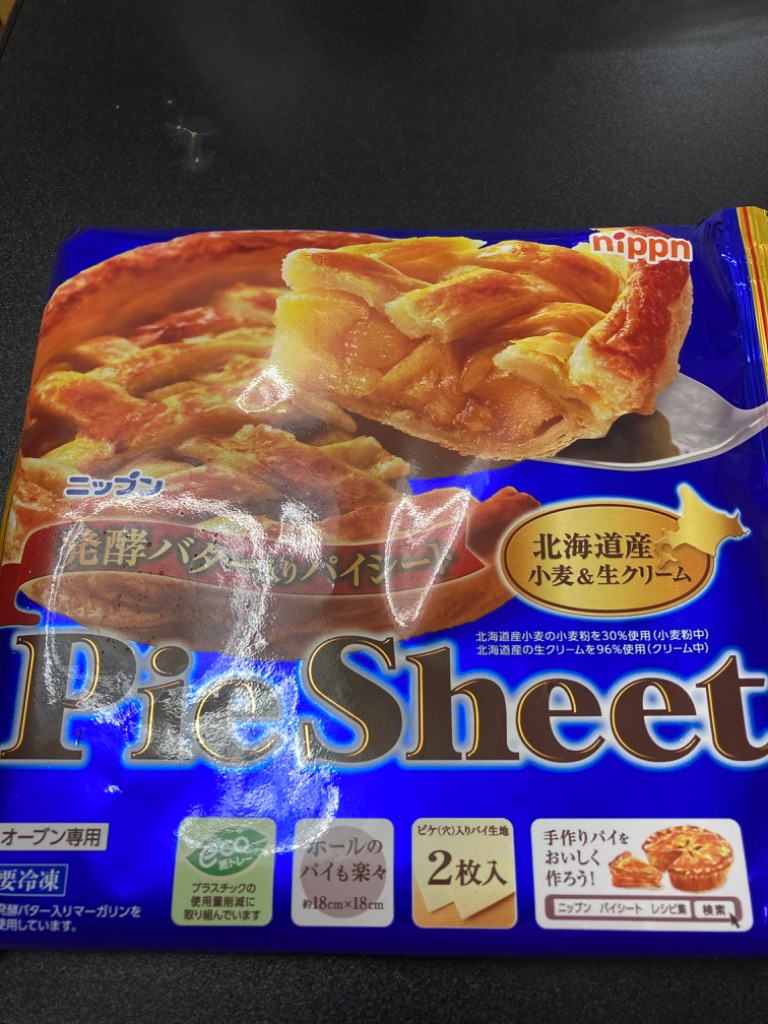 nippn
ニップン
発酵バター入りパイシート
北海道産
小麦&生クリーム
北海道産小麦の小麦粉を30%使用(小麦粉中)
北海道産の生クリームを96%使用(クリーム中)
Pie Sheet
オーブン専用
要冷凍
発酵バター入りマーガリンを
使用しています。
eco
紙トレー
プラスチックの
使用量削減に
取り組んでいます
ホールの
パイも楽々
約18cm×18cm
ピケ(穴)入りパイ生地
2枚入
手作りパイを
おいしく
作ろう!
ニップン パイシート レシピ集 検索